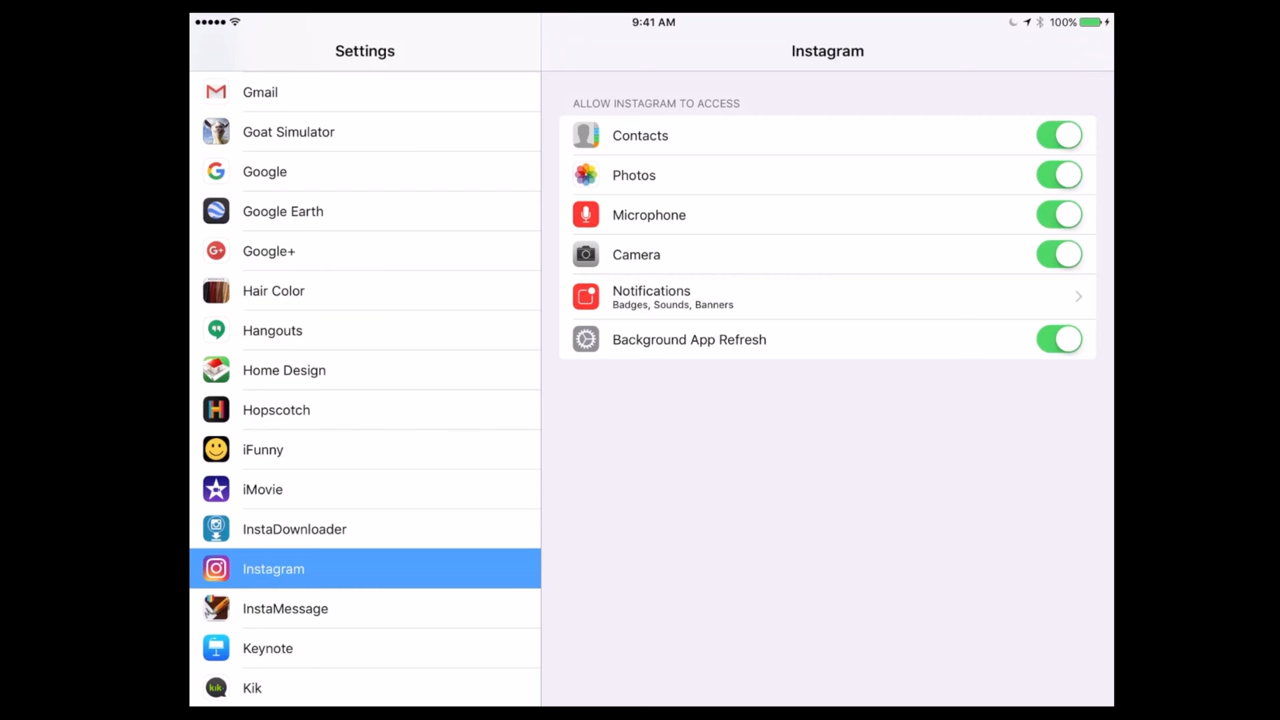 9:41 AM
100%
Settings
Gmail
Goat Simulator
Google
Google Earth
Google+
Hair Color
Hangouts
Home Design
Hopscotch
iFunny
iMovie
InstaDownloader
Instagram
InstaMessage
Keynote
kik
Kik
Instagram
ALLOW INSTAGRAM TO ACCESS
Contacts
Photos
Microphone
Camera
Notifications
Badges, Sounds, Banners
Background App Refresh